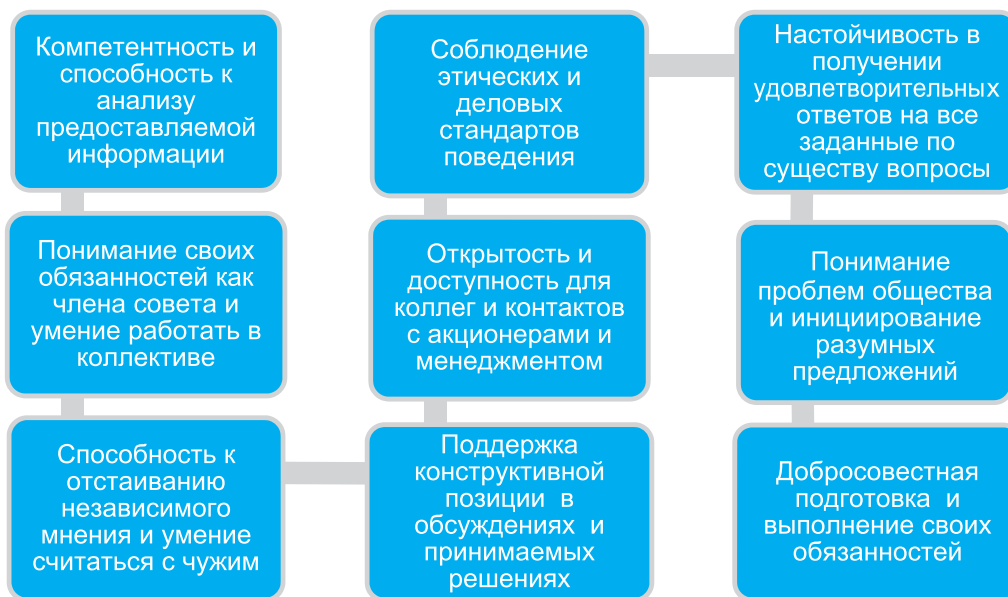 Компетентность и
способность к
анализу
предоставляемой
информации
Понимание своих
обязанностей как
члена совета и
умение работать в
коллективе
Способность к
отстаиванию
независимого
мнения и умение
считаться с чужим
Поддержка
конструктивной
позиции в
обсуждениях и
принимаемых
решениях
Открытость и
доступность для
коллег и контактов
с акционерами и
менеджментом
Соблюдение
этических и
деловых
стандартов
поведения
Настойчивость в
получении
удовлетворительных
ответов на все
заданные по
существу вопросы
Понимание
проблем общества
и инициирование
разумных
предложений
Добросовестная
подготовка и
выполнение своих
обязанностей